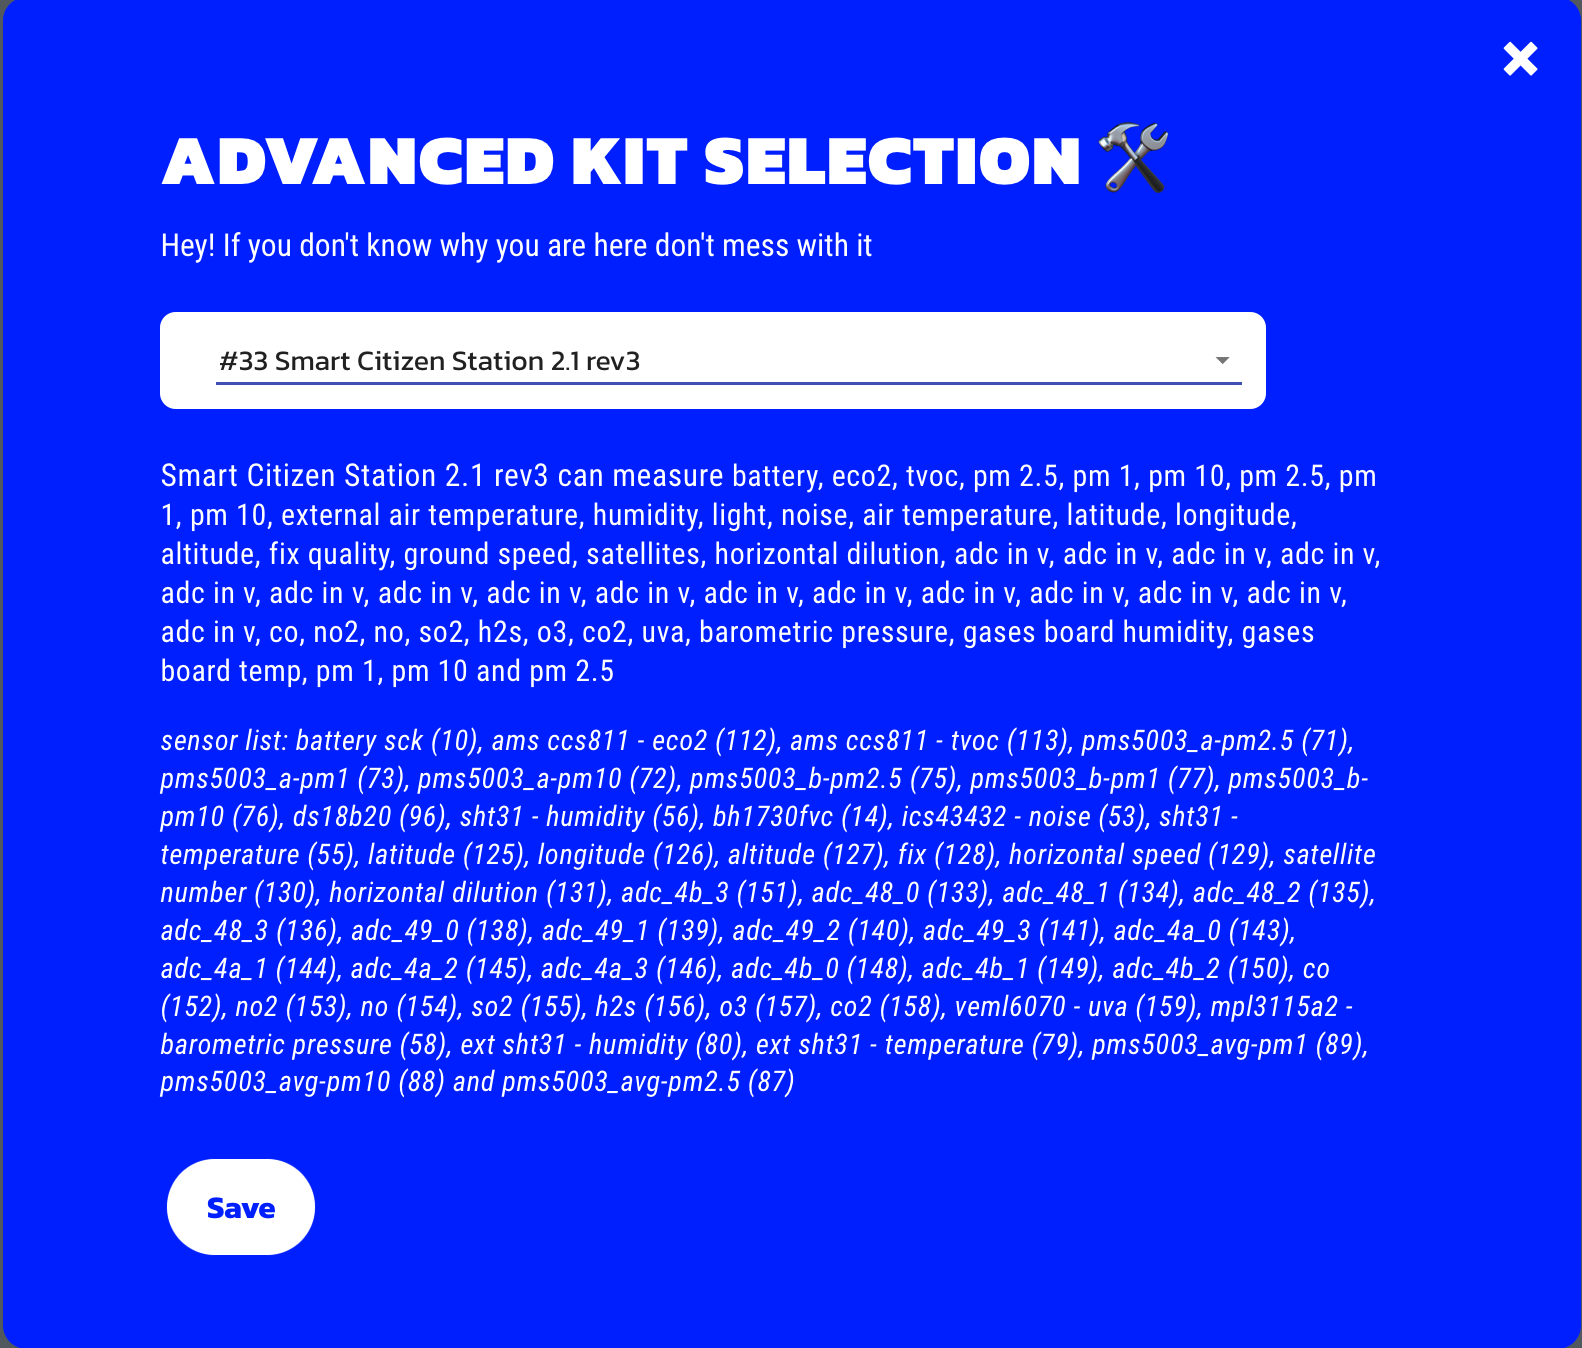 ADVANCED KIT SELECTION
Hey! If you don't know why you are here don't mess with it
#33 Smart Citizen Station 2.1 rev3
Smart Citizen Station 2.1 rev3 can measure battery, eco2, tvoc, pm 2.5, pm 1, pm 10, pm 2.5, pm
1, pm 10, external air temperature, humidity, light, noise, air temperature, latitude, longitude,
altitude, fix quality, ground speed, satellites, horizontal dilution, adc in v, adc in v, adc in v, adc in v,
adc in v, adc in v, adc in v, adc in v, adc in v, adc in v, adc in v, adc in v, adc in v, adc in v, adc in v,
adc in v, co, no2, no, so2, h2s, o3, co2, uva, barometric pressure, gases board humidity, gases
board temp, pm 1, pm 10 and pm 2.5
sensor list: battery sck (10), ams ccs811 - eco2 (112), ams ccs811 - tvoc (113), pms5003_a-pm2.5 (71),
pms5003_a-pm1 (73), pms5003_a-pm10 (72), pms5003_b-pm2.5 (75), pms5003_b-pm1 (77), pms5003_b-
pm10 (76), ds18b20 (96), sht31 - humidity (56), bh1730fvc (14), ics43432 - noise (53), sht31 -
temperature (55), latitude (125), longitude (126), altitude (127), fix (128), horizontal speed (129), satellite
number (130), horizontal dilution (131), adc_4b_3 (151), adc_48_0 (133), adc_48_1 (134), adc_48_2 (135),
adc_48_3 (136), adc_49_0 (138), adc_49_1 (139), adc_49_2 (140), adc_49_3 (141), adc_4a_0 (143),
adc_4a_1 (144), adc_4a_2 (145), adc_4a_3 (146), adc_4b_0 (148), adc_4b_1 (149), adc_4b_2 (150), co
(152), no2 (153), no (154), so2 (155), h2s (156), o3 (157), co2 (158), veml6070 - uva (159), mpl3115a2 -
barometric pressure (58), ext sht31 - humidity (80), ext sht31 - temperature (79), pms5003_avg-pm1 (89),
pms5003_avg-pm10 (88) and pms5003_avg-pm2.5 (87)
Save